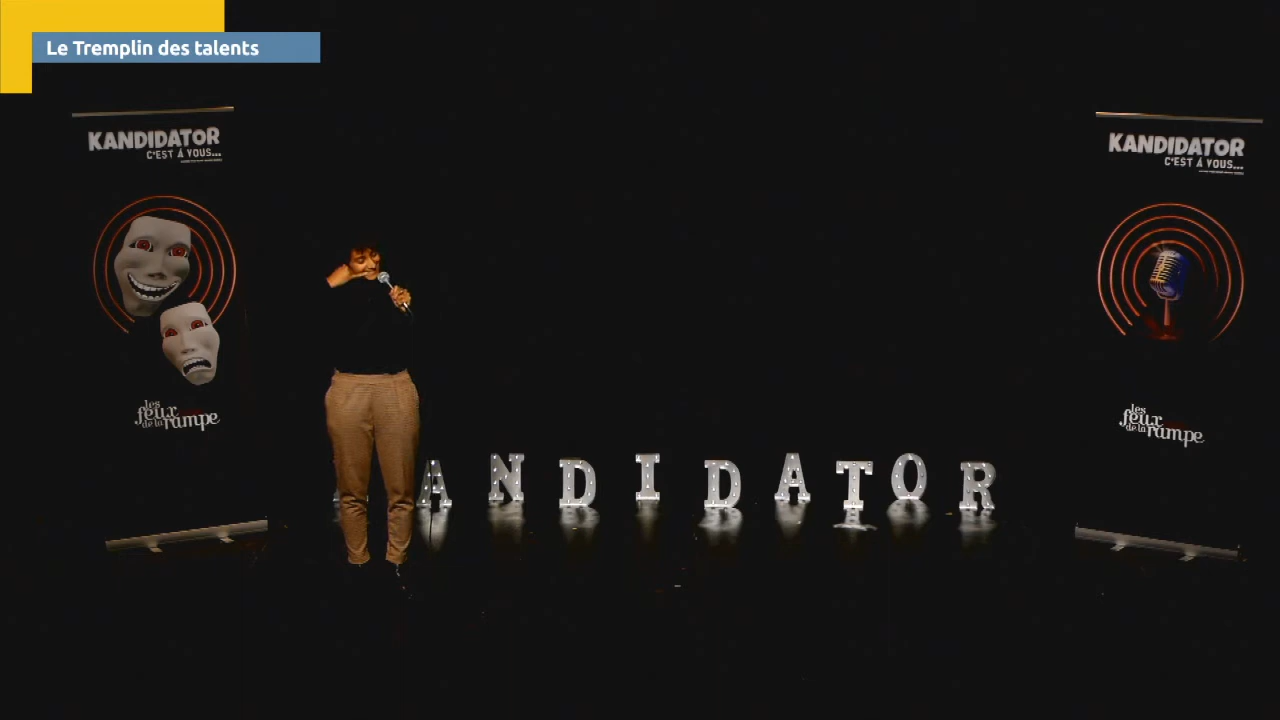 Le Tremplin des talents
KANDIDATOR
C'EST À VOUS...
les
feux
de la rampe
KANDIDATOR
C'EST À VOUS...
les
feux
de la rampe
ANDIDATOR